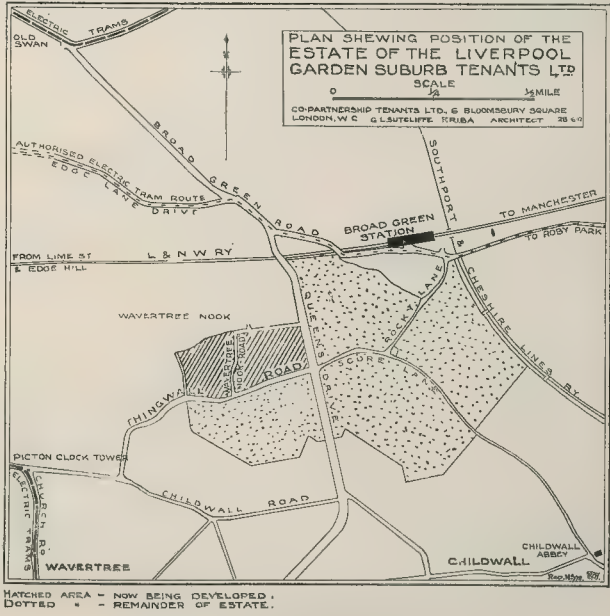 ELECTRIC TRAMS
OLD
SWAN
PLAN SHEWING POSITION OF THE
ESTATE OF THE LIVERPOOL
GARDEN SUBURB TENANTS LTD
SCALE
0 ¼ ½ MILE
CO-PARTNERSHIP TENANTS LTD., 6 BLOOMSBURY SQUARE
LONDON, W C G L SUTCLIFFE F.R.I.B.A ARCHITECT
BROAD GREEN ROAD
AUTHORISED ELECTRIC TRAM ROUTE
EDGE LANE DRIVE
SOUTHPORT & CHESHIRE LINES RY
BROAD GREEN
STATION
TO MANCHESTER
TO ROBY PARK
FROM LIME ST
& EDGE HILL
L & N W RY
WAVERTREE NOOK
WAVERTREE
NOOK ROAD
QUEEN'S DRIVE
ROCKY LANE
SCORE LANE
THINGWALL ROAD
PICTON CLOCK TOWER
ELECTRIC TRAMS
CHURCH RD
CHILDWALL ROAD
WAVERTREE
CHILDWALL
CHILDWALL
ABBEY
HATCHED AREA - NOW BEING DEVELOPED.
DOTTED " - REMAINDER OF ESTATE.